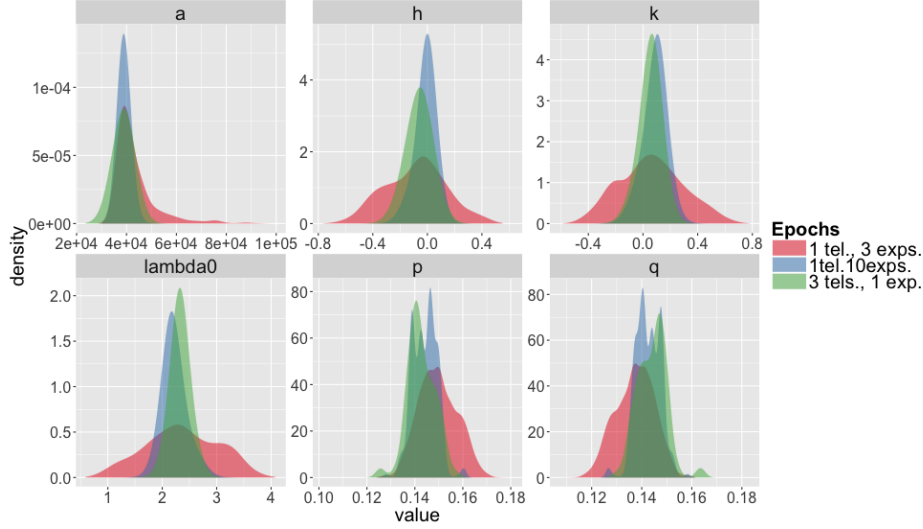 a h k
1e-04
5e-05
0e+00
2e+04 4e+04 6e+04 8e+04 1e+05
4
2
0
-0.8 -0.4 0.0 0.4
4
3
2
1
0
-0.4 0.0 0.4 0.8
density
Epochs
1 tel., 3 exps.
1tel.10exps.
3 tels., 1 exp.
lambda0 p q
2.0
1.5
1.0
0.5
0.0
1 2 3 4
80
60
40
20
0
0.10 0.12 0.14 0.16 0.18
80
60
40
20
0
0.12 0.14 0.16 0.18
value